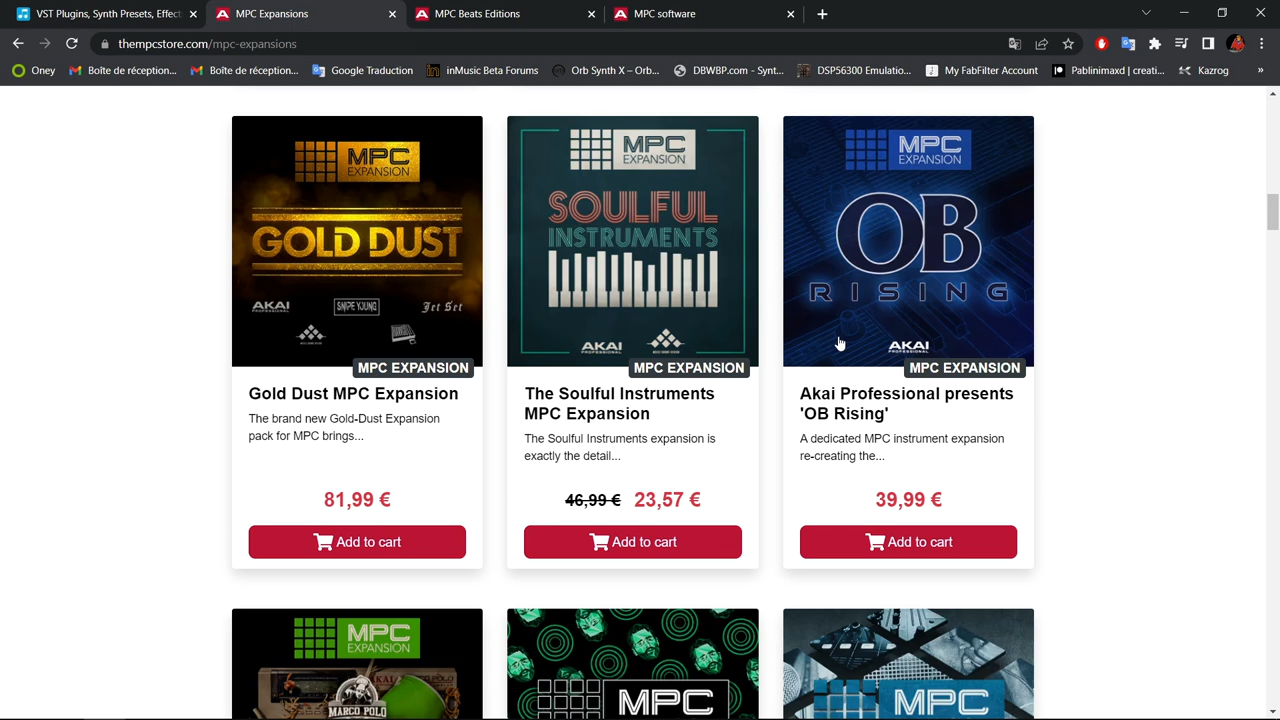 VST Plugins, Synth Presets, Effect
MPC Expansions
MPC Beats Editions
MPC software
thempcstore.com/mpc-expansions
Oney
Boîte de réception...
Boîte de réception...
Google Traduction
inMusic Beta Forums
Orb Synth X – Orb...
DBWBP.com - Synt...
DSP56300 Emulatio...
My FabFilter Account
Pablinimaxd | creati...
Kazrog
»
MPC
EXPANSION
GOLD DUST
AKAI
PROFESSIONAL
SNIPE YOUNG
Jet Set
MPC EXPANSION
Gold Dust MPC Expansion
The brand new Gold-Dust Expansion
pack for MPC brings...
81,99 €
Add to cart
MPC
EXPANSION
SOULFUL
INSTRUMENTS
AKAI
PROFESSIONAL
MPC EXPANSION
The Soulful Instruments
MPC Expansion
The Soulful Instruments expansion is
exactly the detail...
46,99 € 23,57 €
Add to cart
MPC
EXPANSION
OB
RISING
AKAI
PROFESSIONAL
MPC EXPANSION
Akai Professional presents
'OB Rising'
A dedicated MPC instrument expansion
re-creating the...
39,99 €
Add to cart
MPC
EXPANSION
MARCO POLO
MPC
MPC